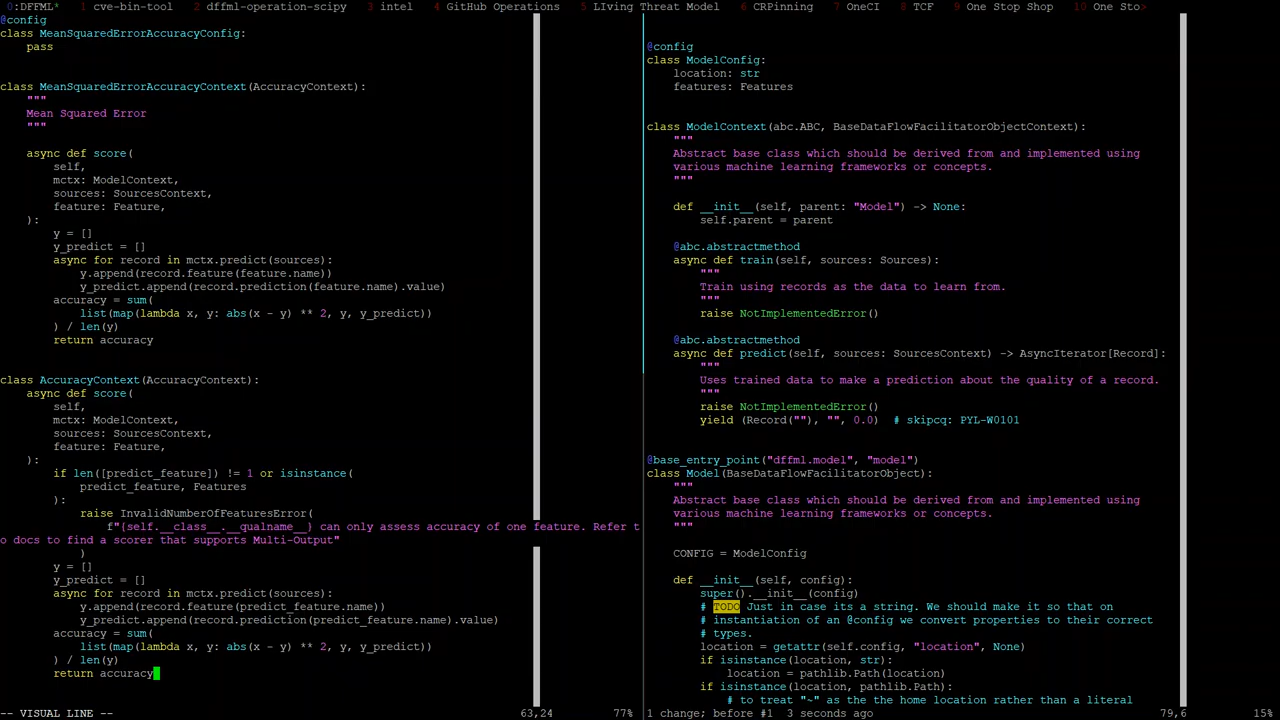 0:DFFML* 1 cve-bin-tool 2 dffml-operation-scipy 3 intel 4 GitHub Operations 5 LIving Threat Model 6 CRPinning 7 OneCI 8 TCF 9 One Stop Shop 10 One Sto>
@config
class MeanSquaredErrorAccuracyConfig:
    pass
class MeanSquaredErrorAccuracyContext(AccuracyContext):
    """
    Mean Squared Error
    """
    async def score(
        self,
        mctx: ModelContext,
        sources: SourcesContext,
        feature: Feature,
    ):
        y = []
        y_predict = []
        async for record in mctx.predict(sources):
            y.append(record.feature(feature.name))
            y_predict.append(record.prediction(feature.name).value)
        accuracy = sum(
            list(map(lambda x, y: abs(x - y) ** 2, y, y_predict))
        ) / len(y)
        return accuracy
class AccuracyContext(AccuracyContext):
    async def score(
        self,
        mctx: ModelContext,
        sources: SourcesContext,
        feature: Feature,
    ):
        if len([predict_feature]) != 1 or isinstance(
            predict_feature, Features
        ):
            raise InvalidNumberOfFeaturesError(
                f"{self.__class__.__qualname__} can only assess accuracy of one feature. Refer t
o docs to find a scorer that supports Multi-Output"
            )
        y = []
        y_predict = []
        async for record in mctx.predict(sources):
            y.append(record.feature(predict_feature.name))
            y_predict.append(record.prediction(predict_feature.name).value)
        accuracy = sum(
            list(map(lambda x, y: abs(x - y) ** 2, y, y_predict))
        ) / len(y)
        return accuracy
-- VISUAL LINE -- 63,24 77%
@config
class ModelConfig:
    location: str
    features: Features
class ModelContext(abc.ABC, BaseDataFlowFacilitatorObjectContext):
    """
    Abstract base class which should be derived from and implemented using
    various machine learning frameworks or concepts.
    """
    def __init__(self, parent: "Model") -> None:
        self.parent = parent
    @abc.abstractmethod
    async def train(self, sources: Sources):
        """
        Train using records as the data to learn from.
        """
        raise NotImplementedError()
    @abc.abstractmethod
    async def predict(self, sources: SourcesContext) -> AsyncIterator[Record]:
        """
        Uses trained data to make a prediction about the quality of a record.
        """
        raise NotImplementedError()
        yield (Record(""), "", 0.0)  # skipcq: PYL-W0101
@base_entry_point("dffml.model", "model")
class Model(BaseDataFlowFacilitatorObject):
    """
    Abstract base class which should be derived from and implemented using
    various machine learning frameworks or concepts.
    """
    CONFIG = ModelConfig
    def __init__(self, config):
        super().__init__(config)
        # TODO Just in case its a string. We should make it so that on
        # instantiation of an @config we convert properties to their correct
        # types.
        location = getattr(self.config, "location", None)
        if isinstance(location, str):
            location = pathlib.Path(location)
        if isinstance(location, pathlib.Path):
            # to treat "~" as the the home location rather than a literal
1 change; before #1  3 seconds ago 79,6 15%